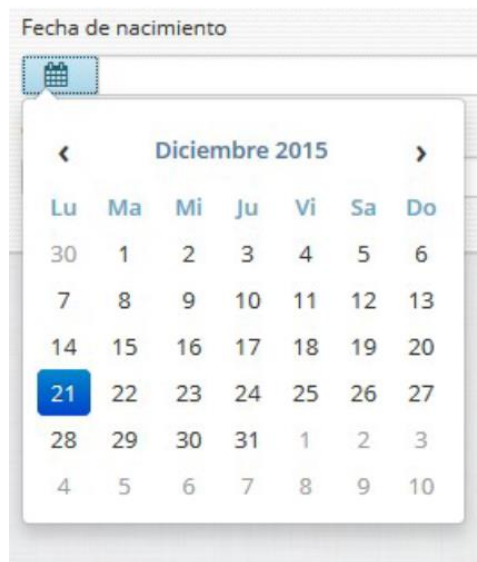 Fecha de nacimiento
‹ Diciembre 2015 ›
Lu Ma Mi Ju Vi Sa Do
30 1 2 3 4 5 6
7 8 9 10 11 12 13
14 15 16 17 18 19 20
21 22 23 24 25 26 27
28 29 30 31 1 2 3
4 5 6 7 8 9 10